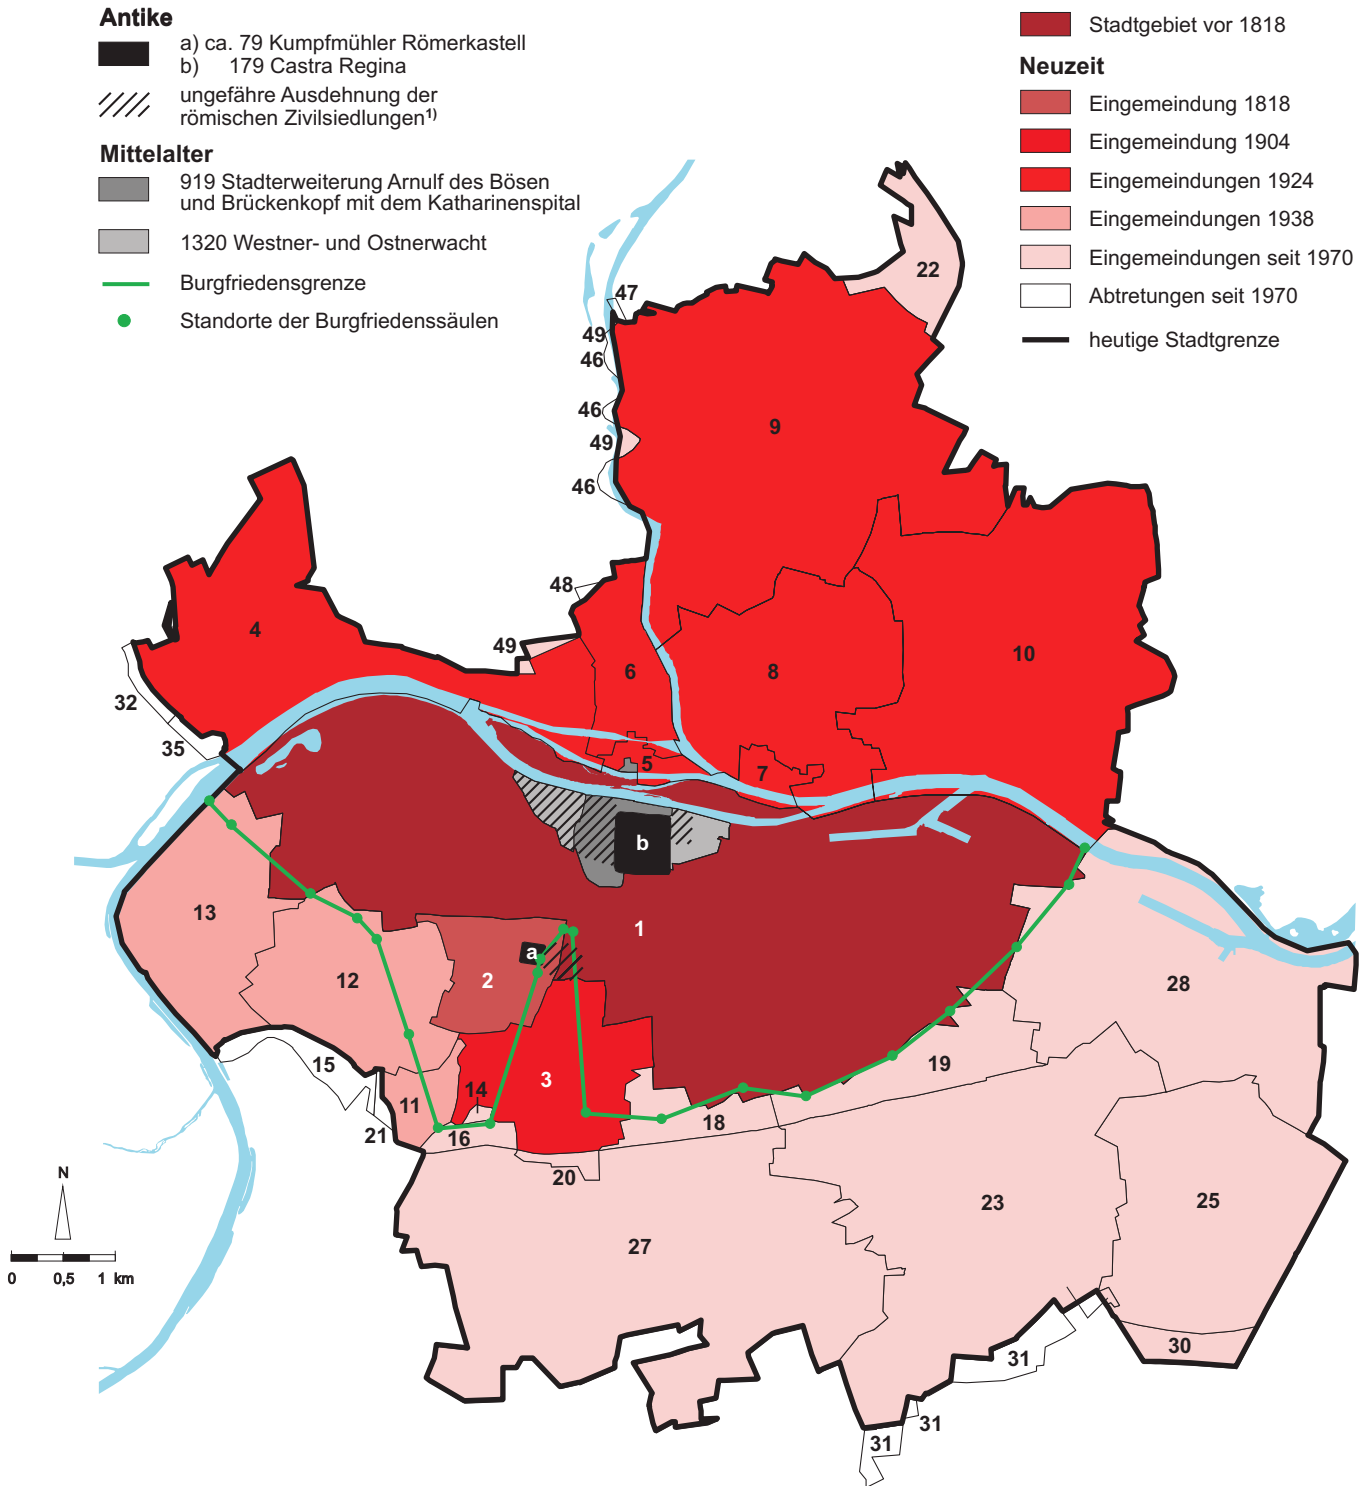 Antike
a) ca. 79 Kumpfmühler Römerkastell
b) 179 Castra Regina
ungefähre Ausdehnung der
römischen Zivilsiedlungen¹⁾
Mittelalter
919 Stadterweiterung Arnulf des Bösen
und Brückenkopf mit dem Katharinenspital
1320 Westner- und Ostnerwacht
Burgfriedensgrenze
Standorte der Burgfriedenssäulen
Stadtgebiet vor 1818
Neuzeit
Eingemeindung 1818
Eingemeindung 1904
Eingemeindungen 1924
Eingemeindungen 1938
Eingemeindungen seit 1970
Abtretungen seit 1970
heutige Stadtgrenze
22
47
49
46
46
9
49
46
48
4
49
6
8
10
32
35
5
7
b
13
1
a
2
12
28
15
3
19
14
11
18
21
16
20
N
23
25
27
0 0,5 1 km
30
31
31
31